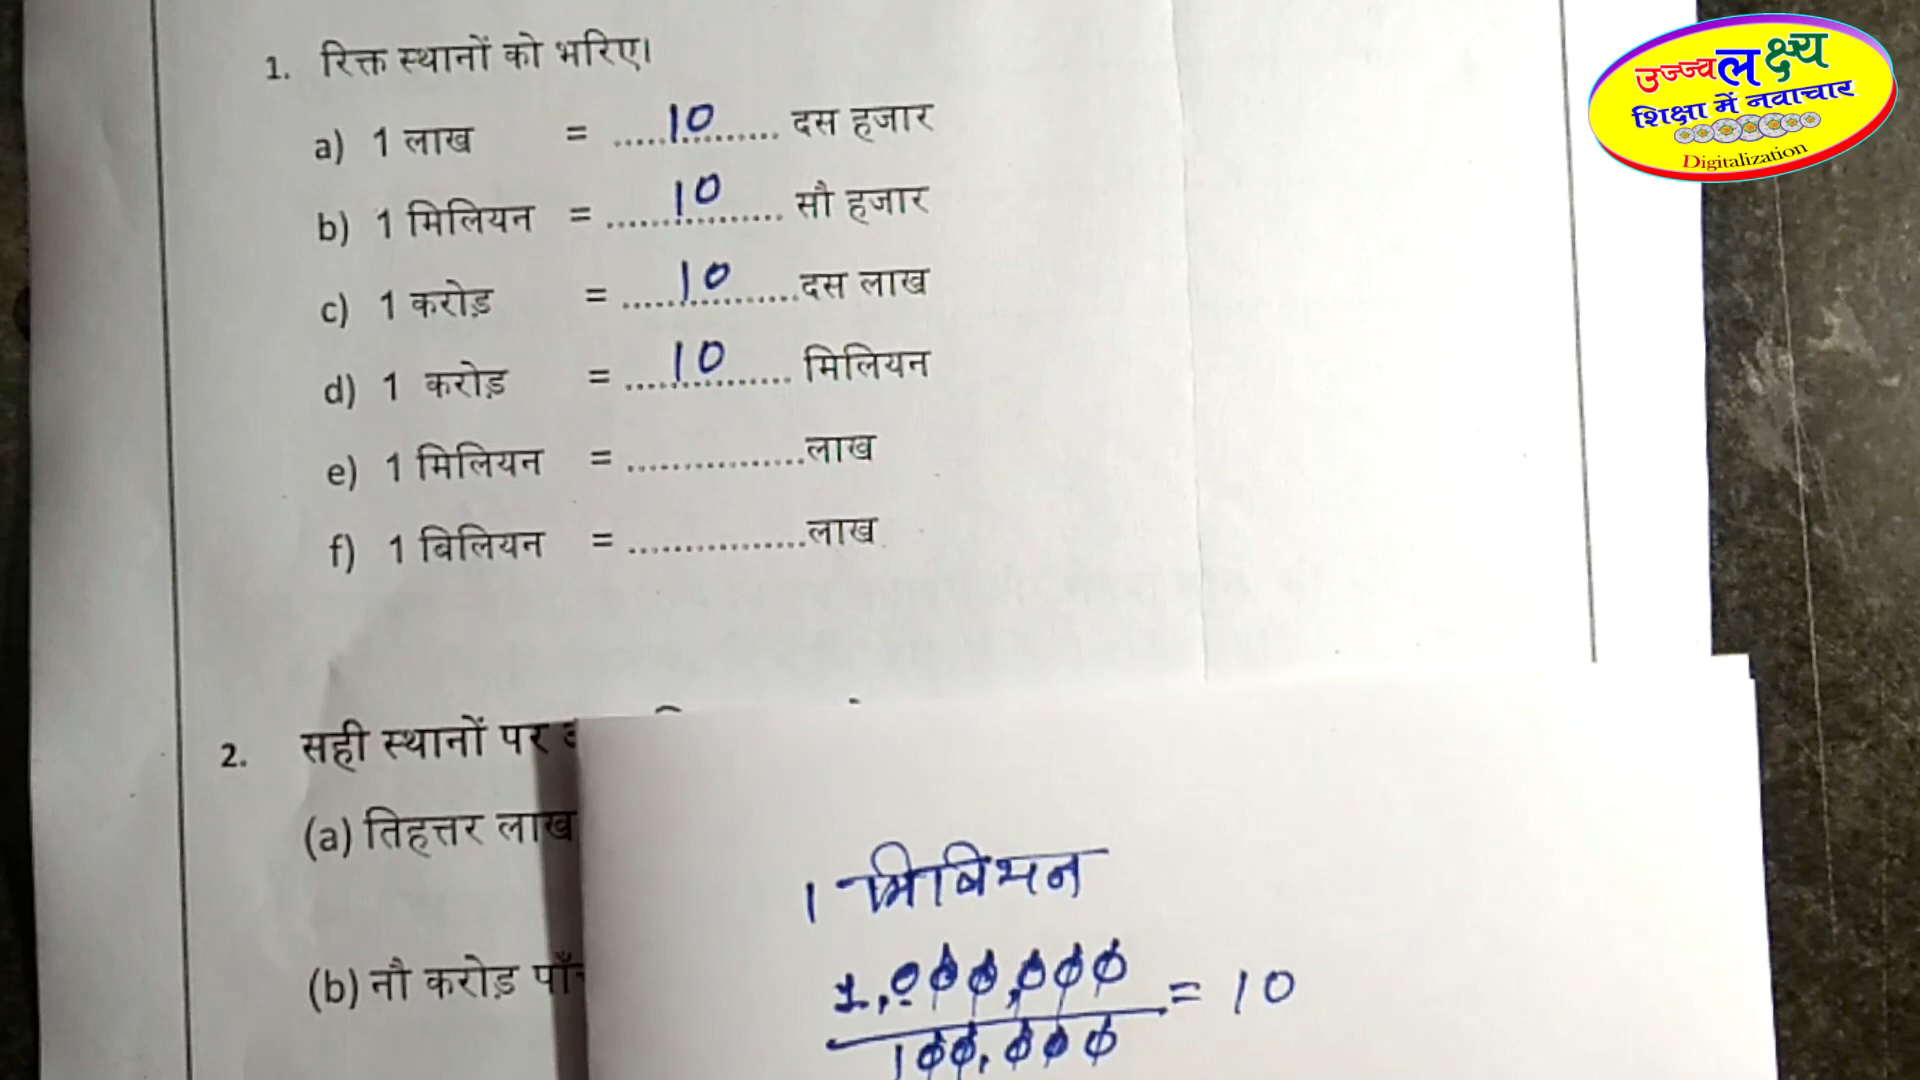 1. रिक्त स्थानों को भरिए।
a) 1 लाख = .....10......... दस हजार
b) 1 मिलियन = ......10......... सौ हजार
c) 1 करोड़ = .....10..........दस लाख
d) 1 करोड़ = ....10......... मिलियन
e) 1 मिलियन = ................लाख
f) 1 बिलियन = ................लाख
2. सही स्थानों पर
(a) तिहत्तर लाख
(b) नौ करोड़
1 मिलियन
1,000,000
= 10
100,000
उज्ज्वलक्ष्य
शिक्षा में नवाचार
Digitalization